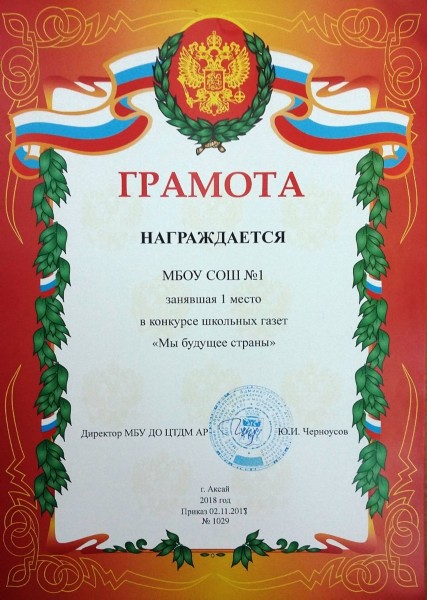 ГРАМОТА
НАГРАЖДАЕТСЯ
МБОУ СОШ №1
занявшая 1 место
в конкурсе школьных газет
«Мы будущее страны»
Директор МБУ ДО ЦТДМ АР Ю.И. Черноусов
г. Аксай
2018 год
Приказ 02.11.2017
№ 1029